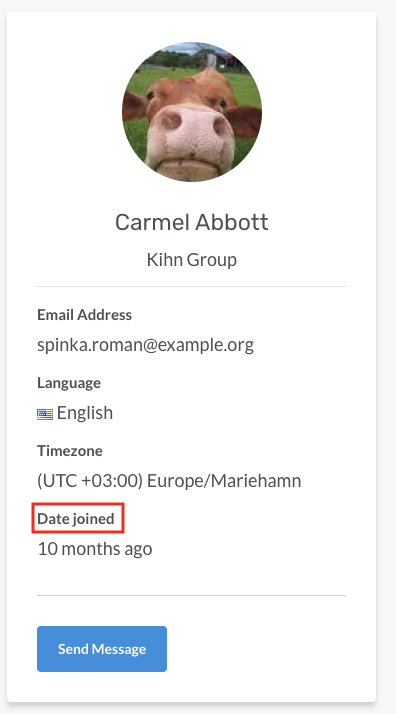 Carmel Abbott
Kihn Group
Email Address
spinka.roman@example.org
Language
English
Timezone
(UTC +03:00) Europe/Mariehamn
Date joined
10 months ago
Send Message